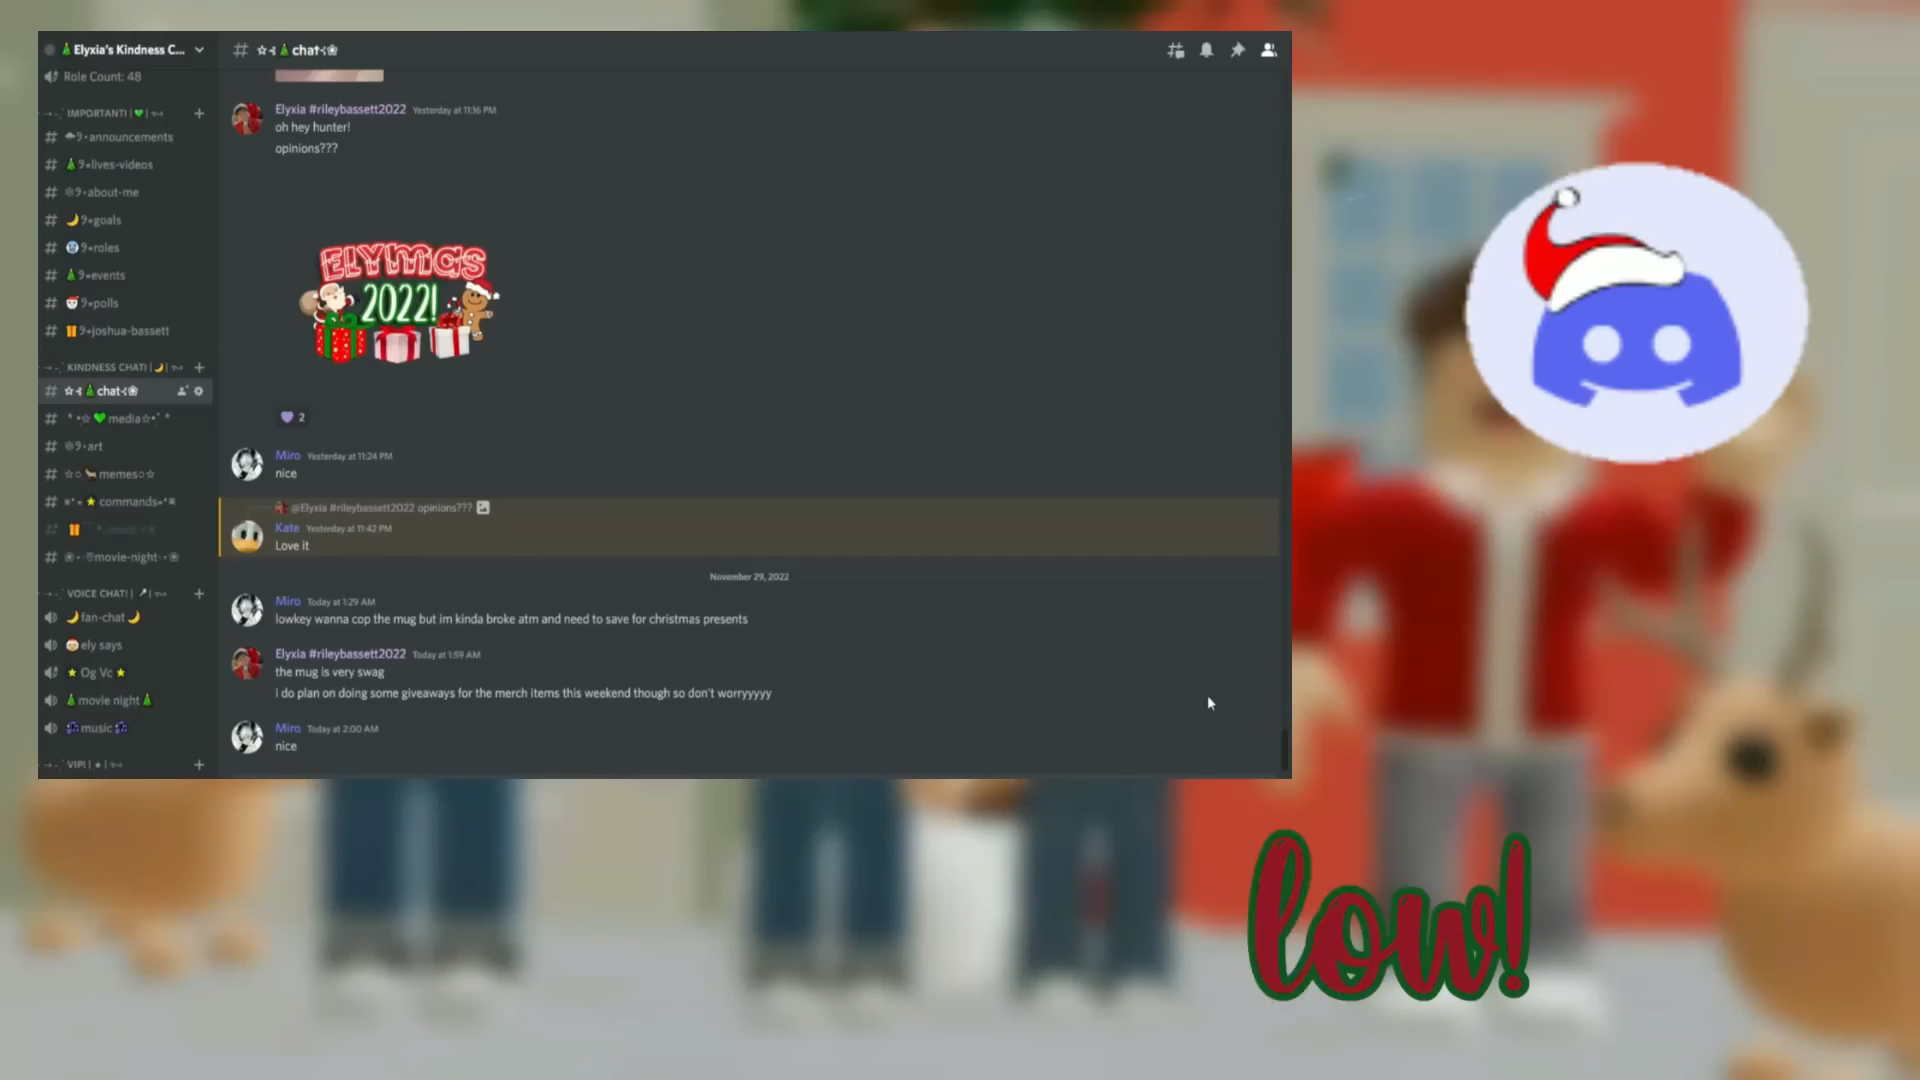 Elyxia's Kindness C...
Role Count: 48
IMPORTANT! | |
announcements
lives-videos
about-me
goals
roles
events
polls
joshua-bassett
KINDNESS CHAT! | |
chat
media
art
memes
commands
movie-night
VOICE CHAT! | |
fan-chat
ely says
Og Vc
movie night
music
VIP! | |
chat
Elyxia #rileybassett2022 Yesterday at 11:16 PM
oh hey hunter!
opinions???
ELYMAS
2022!
2
Miro Yesterday at 11:24 PM
nice
@Elyxia #rileybassett2022 opinions???
Kate Yesterday at 11:42 PM
Love it
November 29, 2022
Miro Today at 1:29 AM
lowkey wanna cop the mug but im kinda broke atm and need to save for christmas presents
Elyxia #rileybassett2022 Today at 1:59 AM
the mug is very swag
i do plan on doing some giveaways for the merch items this weekend though so don't worryyyyy
Miro Today at 2:00 AM
nice
low!